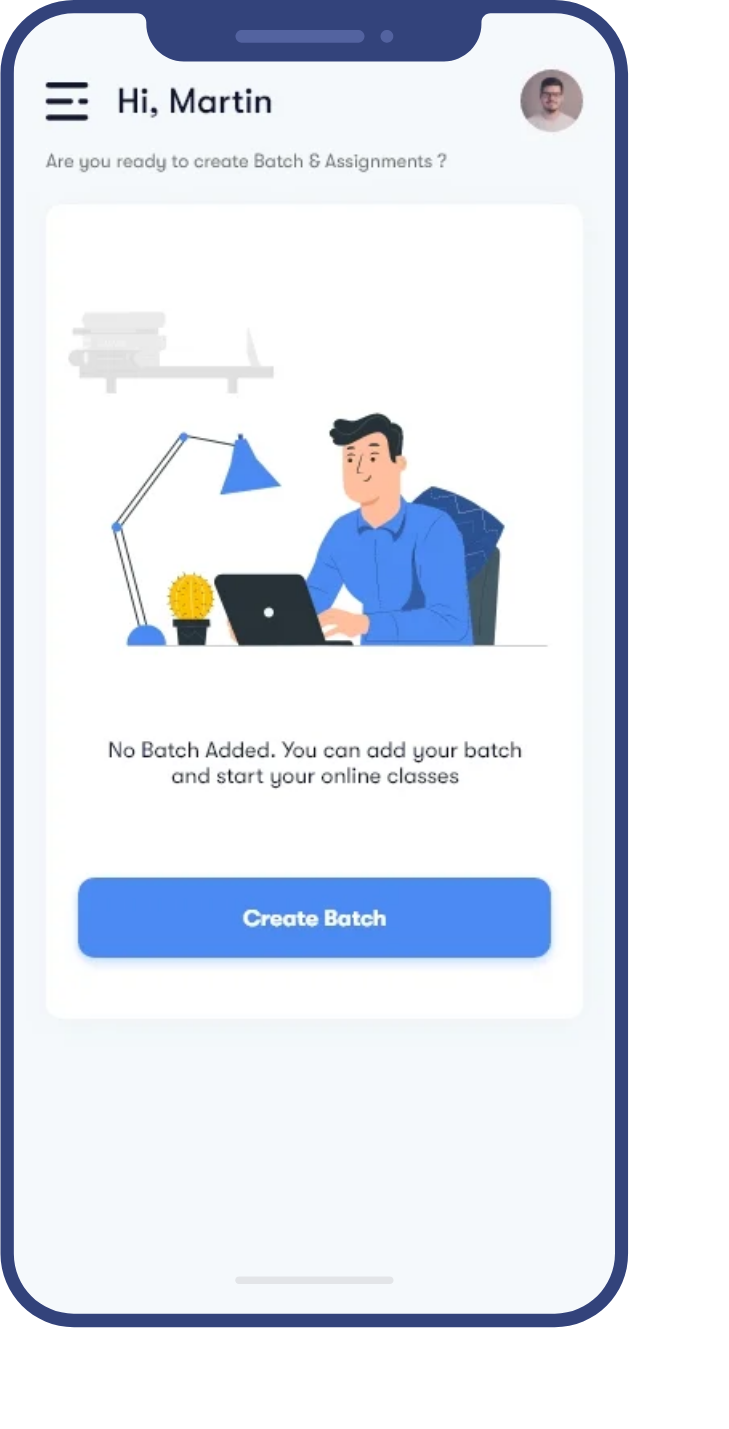 Hi, Martin
Are you ready to create Batch & Assignments ?
No Batch Added. You can add your batch
and start your online classes
Create Batch